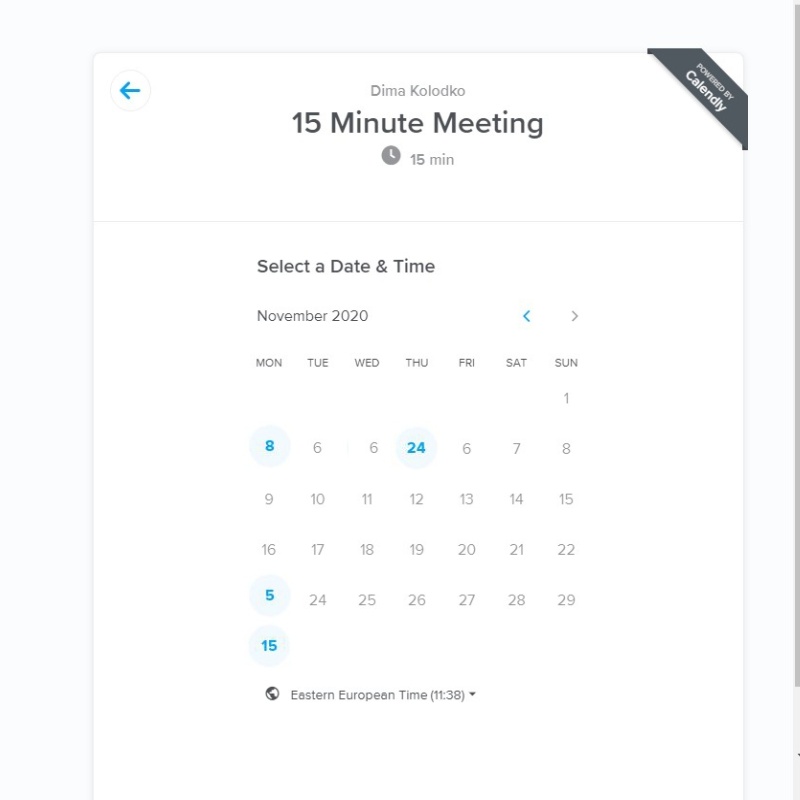 POWERED BY
Calendly
Dima Kolodko
15 Minute Meeting
15 min
Select a Date & Time
November 2020
MON TUE WED THU FRI SAT SUN
1
8 6 6 24 6 7 8
9 10 11 12 13 14 15
16 17 18 19 20 21 22
5 24 25 26 27 28 29
15
Eastern European Time (11:38)